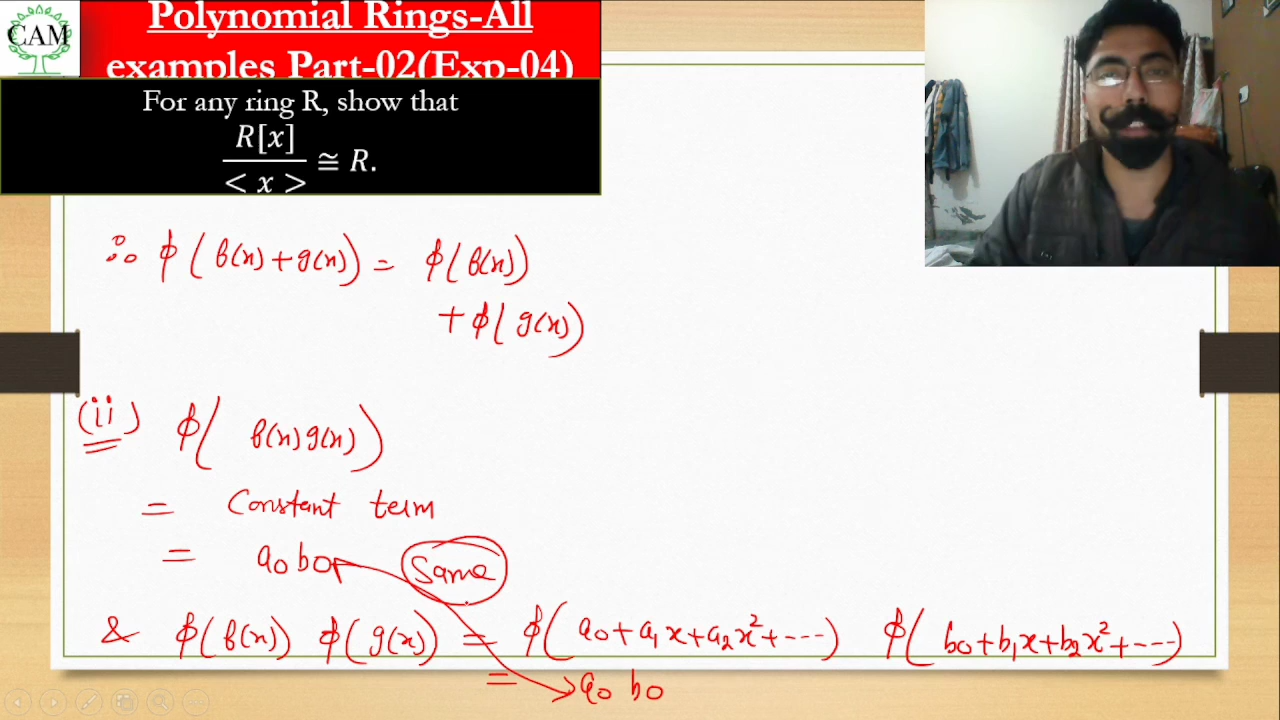 CAM
Polynomial Rings-All
examples Part-02(Exp-04)
For any ring R, show that
R[x]
< x > ≅ R.
∴ ϕ(f(x)+g(x)) = ϕ(f(x))
+ ϕ(g(x))
(ii) ϕ( f(x)g(x))
= Constant term
= a₀b₀ Same
& ϕ(f(x)) ϕ(g(x)) = ϕ(a₀+a₁x+a₂x²+----) ϕ(b₀+b₁x+b₂x²+----)
= a₀ b₀